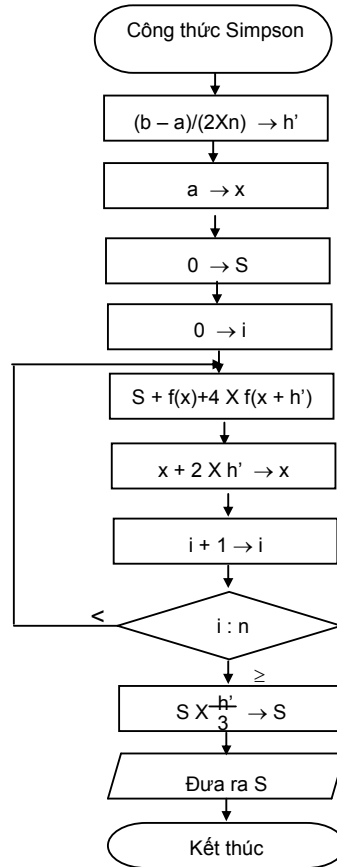 Công thức Simpson
(b – a)/(2Xn) → h’
a → x
0 → S
0 → i
S + f(x)+4 X f(x + h’)
x + 2 X h’ → x
i + 1 → i
<
i : n
≥
S X h’/3 → S
Đưa ra S
Kết thúc